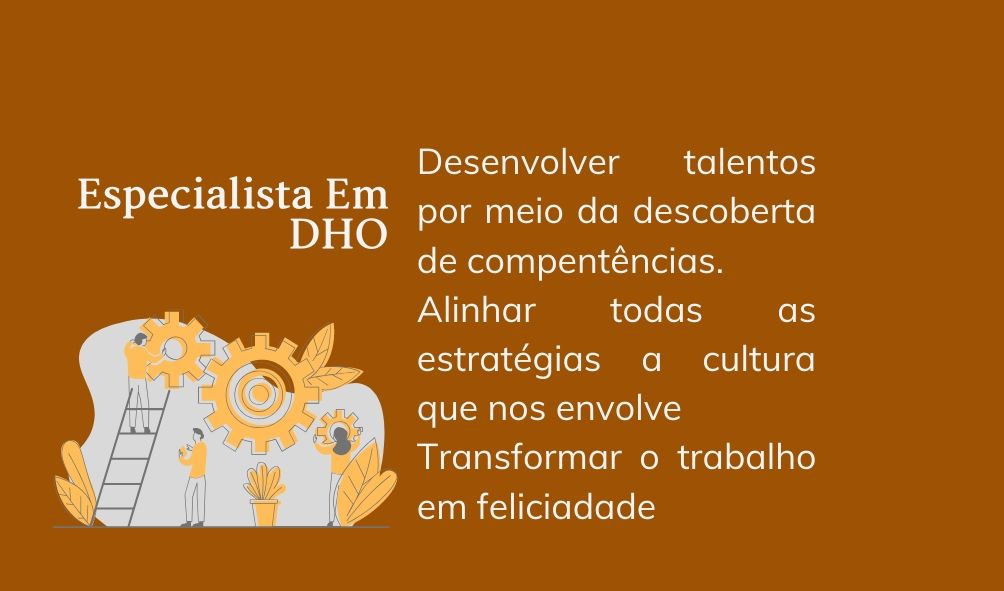 Especialista Em
DHO
Desenvolver talentos
por meio da descoberta
de compentências.
Alinhar todas as
estratégias a cultura
que nos envolve
Transformar o trabalho
em feliciadade